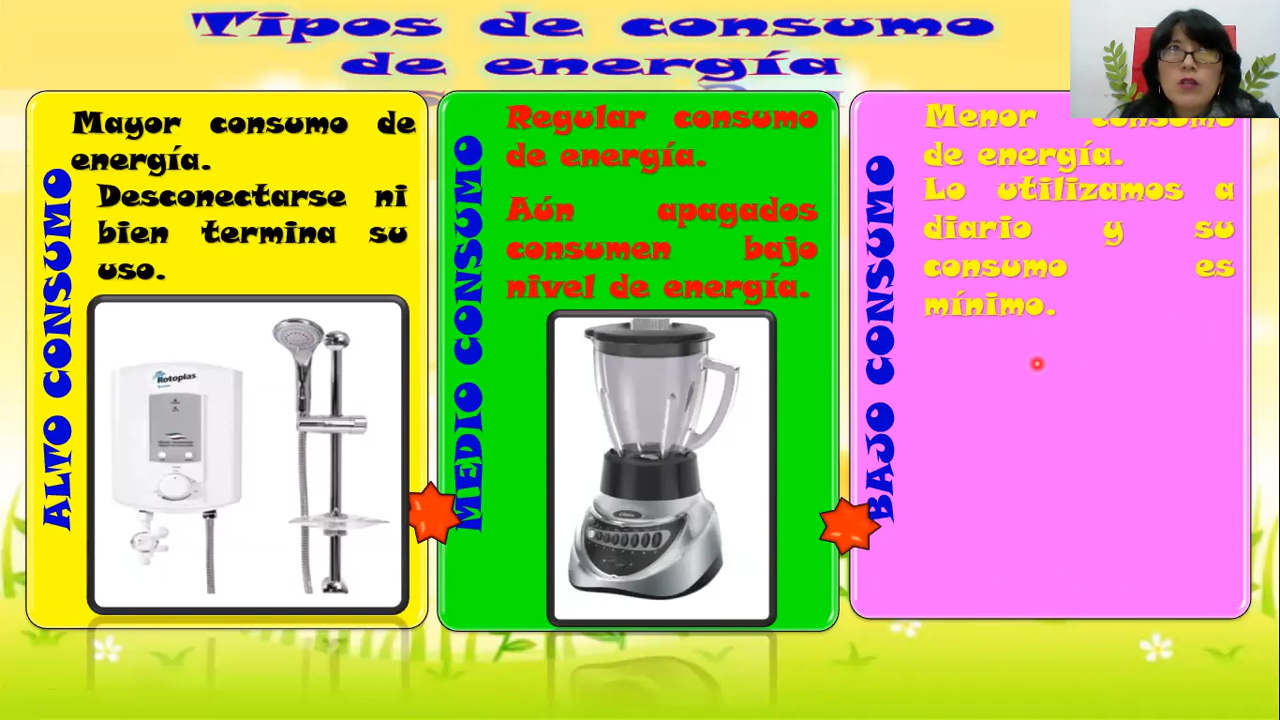 Tipos de consumo
de energía
ALTO CONSUMO
Mayor consumo de
energía.
Desconectarse ni
bien termina su
uso.
Rotoplas
MEDIO CONSUMO
Regular consumo
de energía.
Aún apagados
consumen bajo
nivel de energía.
BAJO CONSUMO
Menor consumo
de energía.
Lo utilizamos a
diario y su
consumo es
mínimo.